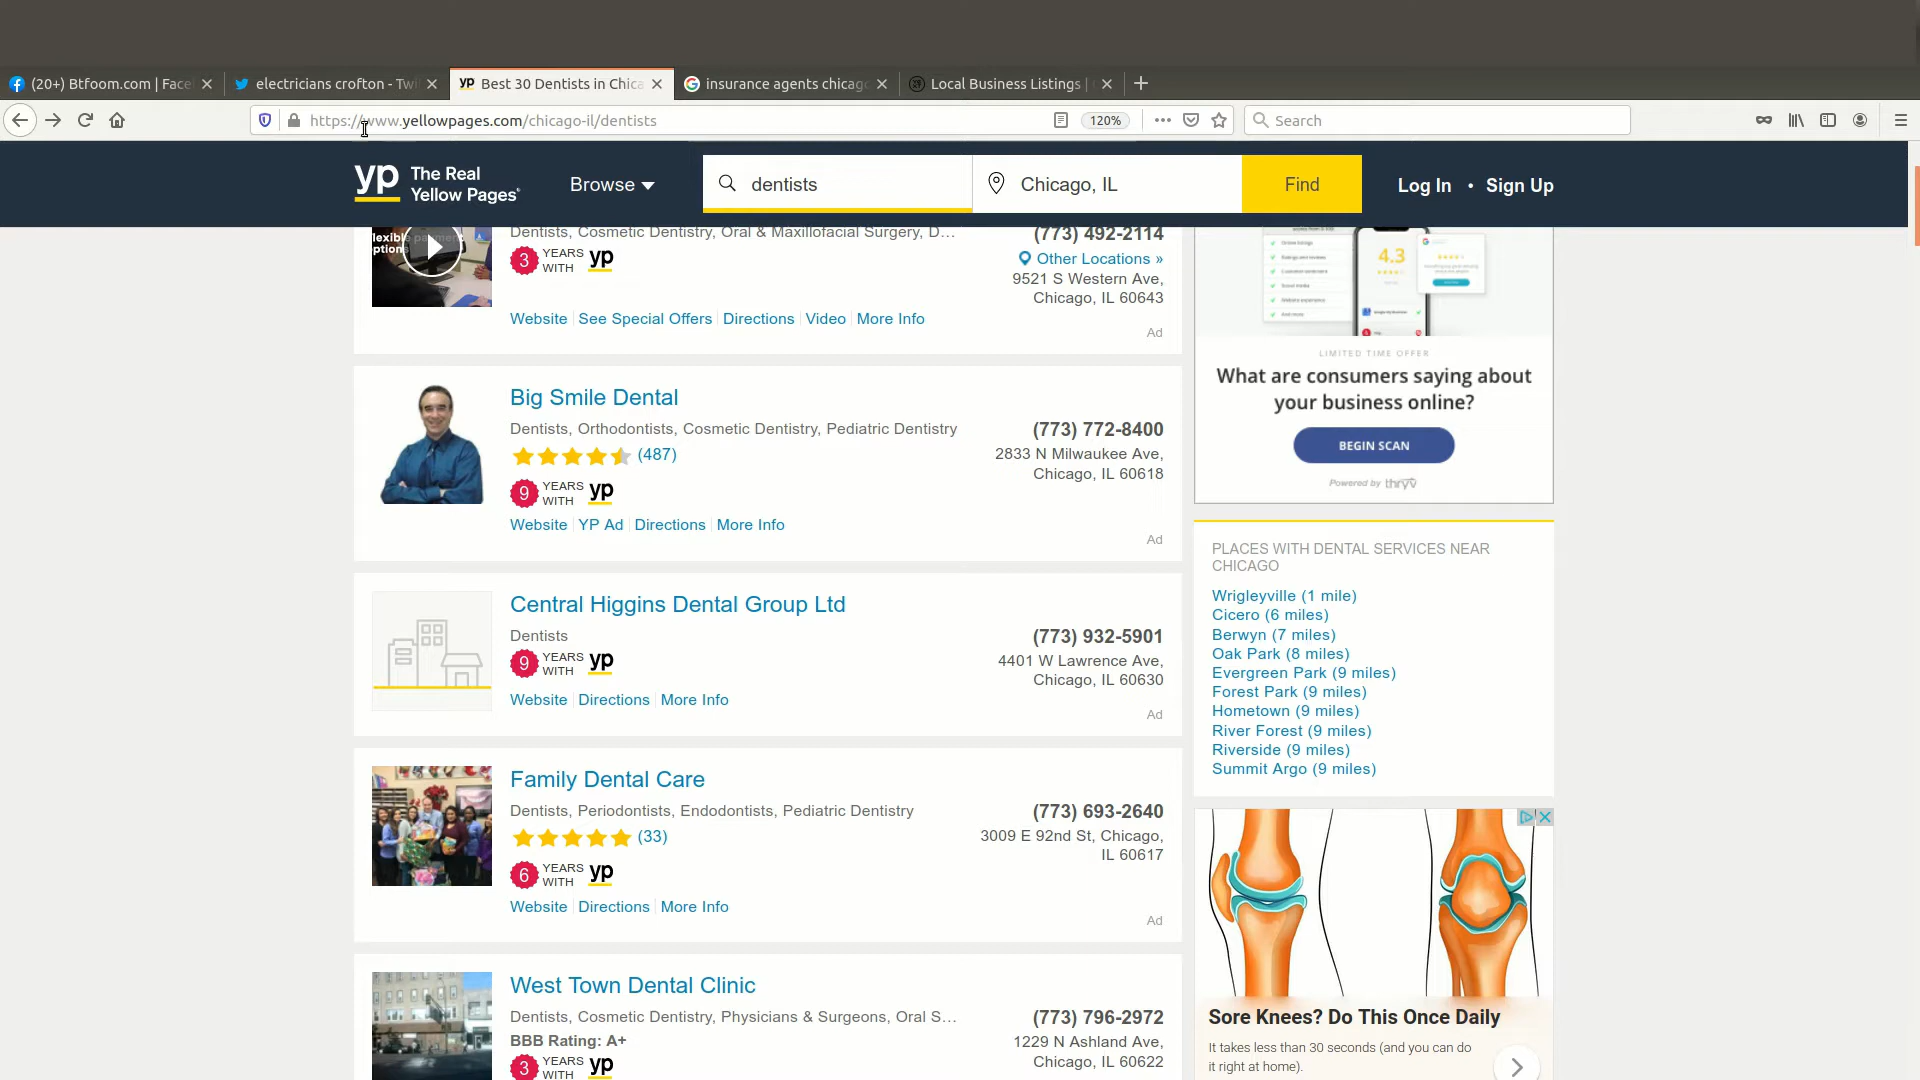 (20+) Btfoom.com | Face
electricians crofton - Twi
yp Best 30 Dentists in Chica
insurance agents chicago
Local Business Listings |
https://www.yellowpages.com/chicago-il/dentists
120%
Search
yp The Real Yellow Pages
Browse
dentists
Chicago, IL
Find
Log In • Sign Up
Dentists, Cosmetic Dentistry, Oral & Maxillofacial Surgery, D...
(773) 492-2114
3 YEARS WITH yp
Other Locations »
9521 S Western Ave,
Chicago, IL 60643
Website See Special Offers Directions Video More Info
Ad
Big Smile Dental
Dentists, Orthodontists, Cosmetic Dentistry, Pediatric Dentistry
(773) 772-8400
(487)
2833 N Milwaukee Ave,
Chicago, IL 60618
9 YEARS WITH yp
Website YP Ad Directions More Info
Ad
Central Higgins Dental Group Ltd
Dentists
(773) 932-5901
9 YEARS WITH yp
4401 W Lawrence Ave,
Chicago, IL 60630
Website Directions More Info
Ad
Family Dental Care
Dentists, Periodontists, Endodontists, Pediatric Dentistry
(773) 693-2640
(33)
3009 E 92nd St, Chicago,
IL 60617
6 YEARS WITH yp
Website Directions More Info
Ad
West Town Dental Clinic
Dentists, Cosmetic Dentistry, Physicians & Surgeons, Oral S...
(773) 796-2972
BBB Rating: A+
1229 N Ashland Ave,
Chicago, IL 60622
3 YEARS WITH yp
4.3
LIMITED TIME OFFER
What are consumers saying about
your business online?
BEGIN SCAN
Powered by thryv
PLACES WITH DENTAL SERVICES NEAR
CHICAGO
Wrigleyville (1 mile)
Cicero (6 miles)
Berwyn (7 miles)
Oak Park (8 miles)
Evergreen Park (9 miles)
Forest Park (9 miles)
Hometown (9 miles)
River Forest (9 miles)
Riverside (9 miles)
Summit Argo (9 miles)
Sore Knees? Do This Once Daily
It takes less than 30 seconds (and you can do
it right at home).